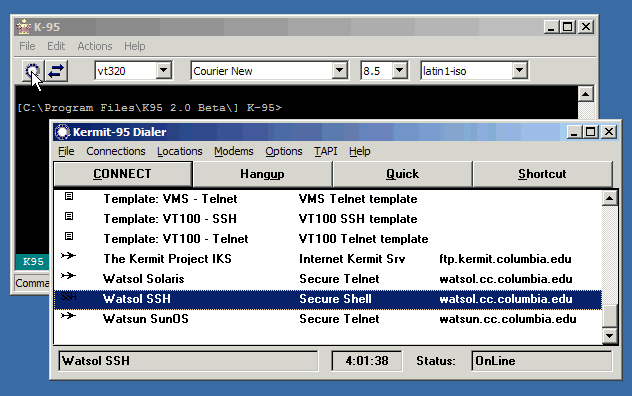 K-95
File Edit Actions Help
vt320 Courier New 8.5 latin1-iso
[C:\Program Files\K95 2.0 Beta\] K-95>
Kermit-95 Dialer
File Connections Locations Modems Options TAPI Help
CONNECT Hangup Quick Shortcut
Template: VMS - Telnet VMS Telnet template
Template: VT100 - SSH VT100 SSH template
Template: VT100 - Telnet VT100 Telnet template
The Kermit Project IKS Internet Kermit Srv ftp.kermit.columbia.edu
Watsol Solaris Secure Telnet watsol.cc.columbia.edu
SSH Watsol SSH Secure Shell watsol.cc.columbia.edu
Watsun SunOS Secure Telnet watsun.cc.columbia.edu
K95
Comma
Watsol SSH 4:01:38 Status: OnLine